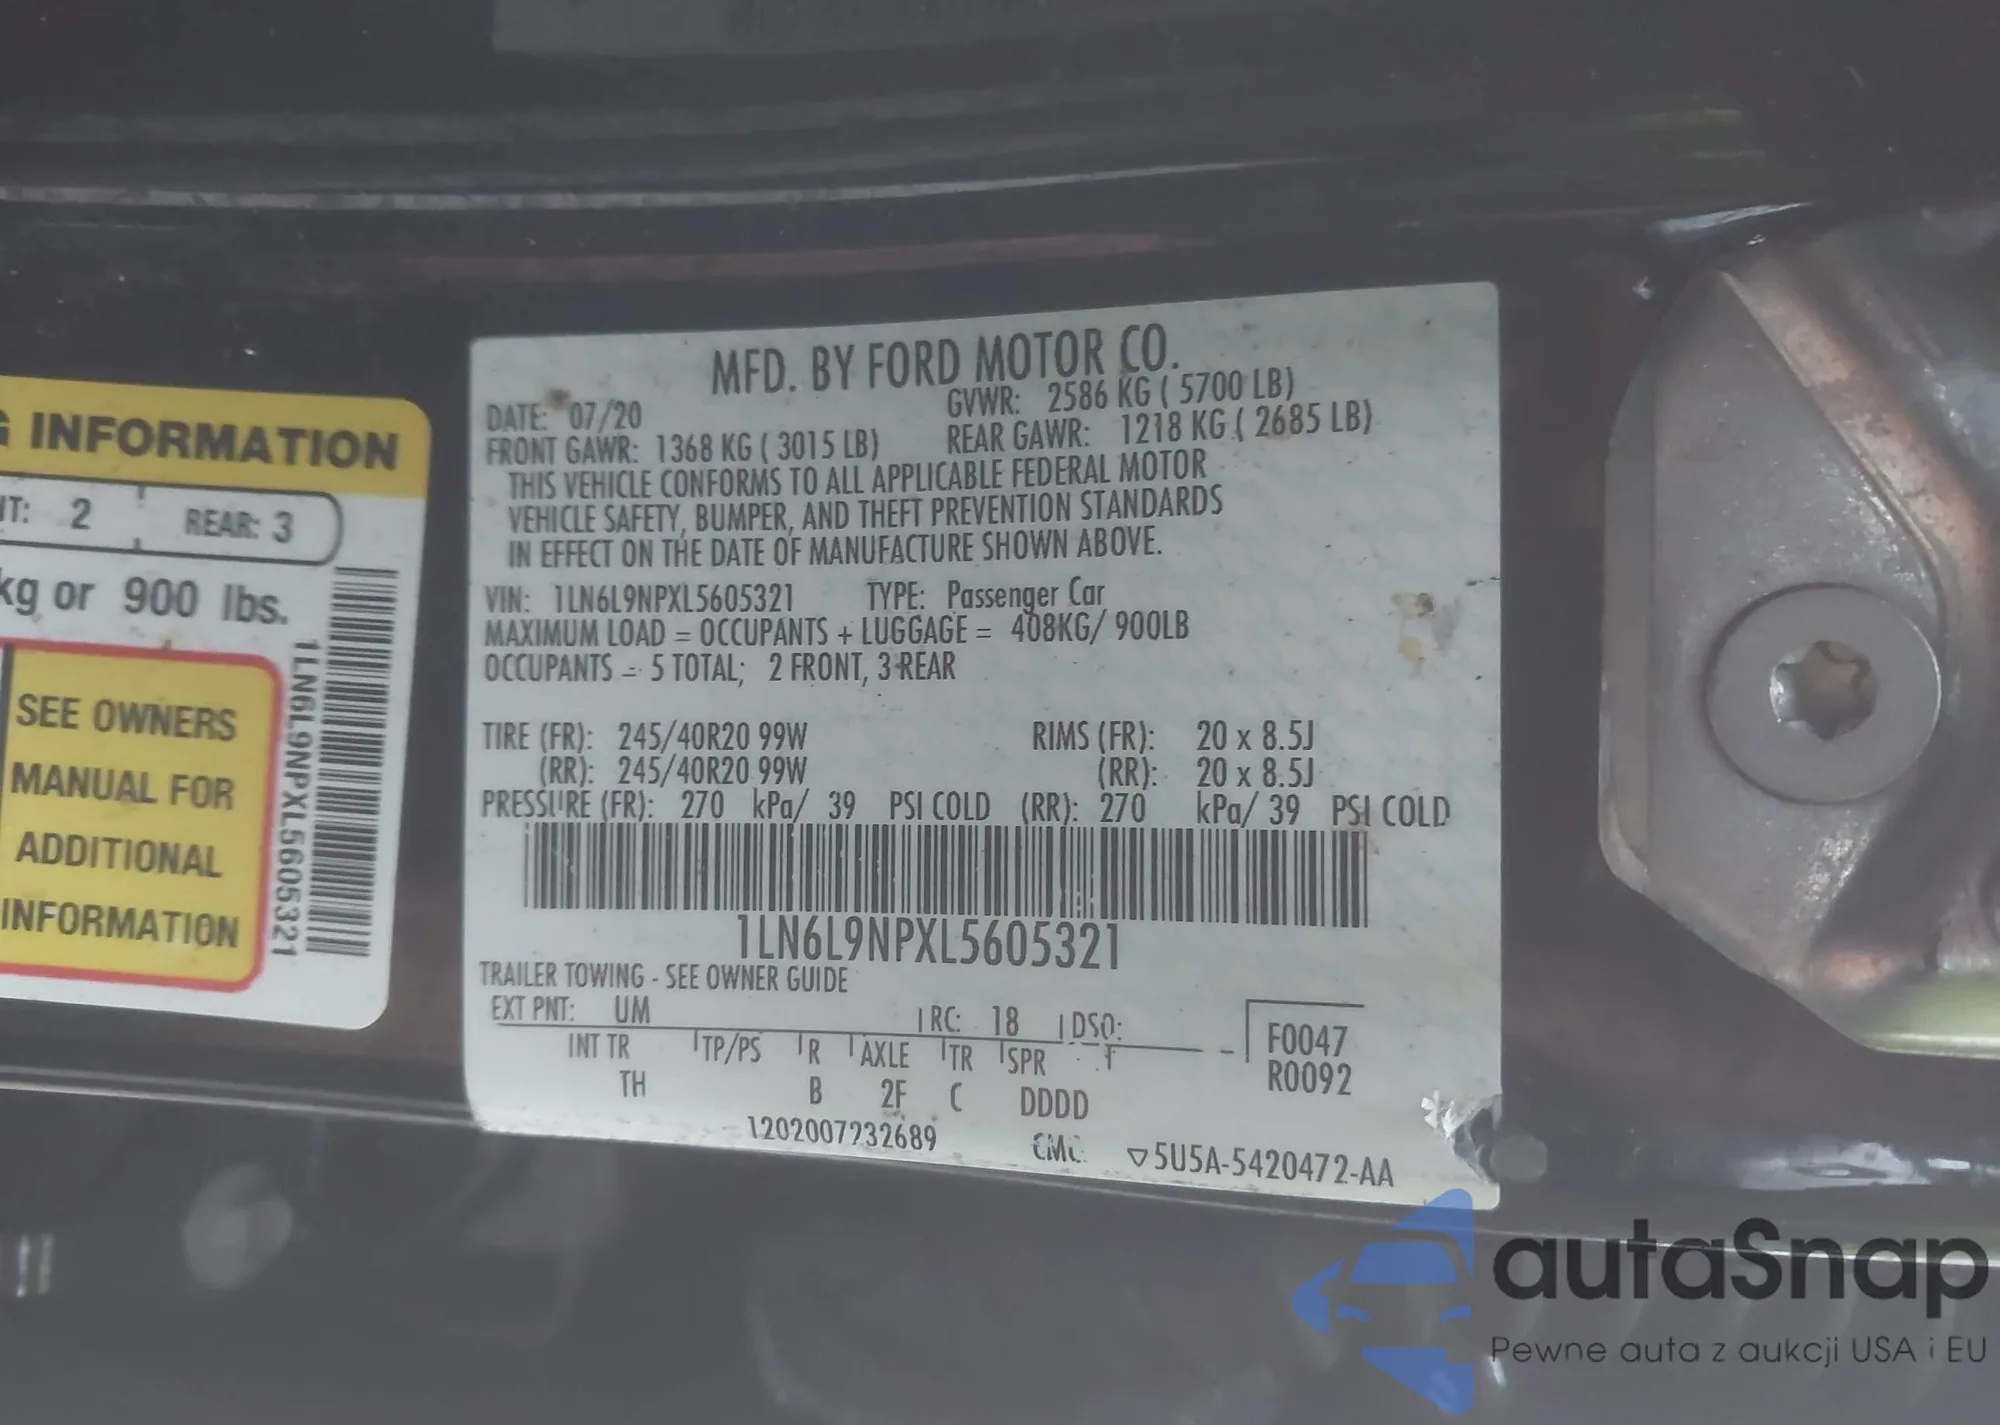 INFORMATION
2 REAR: 3
kg or 900 lbs.
SEE OWNERS
MANUAL FOR
ADDITIONAL
INFORMATION
1LN6L9NPXL5605321
MFD. BY FORD MOTOR CO.
DATE: 07/20 GVWR: 2586 KG ( 5700 LB)
FRONT GAWR: 1368 KG ( 3015 LB) REAR GAWR: 1218 KG ( 2685 LB)
THIS VEHICLE CONFORMS TO ALL APPLICABLE FEDERAL MOTOR
VEHICLE SAFETY, BUMPER, AND THEFT PREVENTION STANDARDS
IN EFFECT ON THE DATE OF MANUFACTURE SHOWN ABOVE.
VIN: 1LN6L9NPXL5605321 TYPE: Passenger Car
MAXIMUM LOAD = OCCUPANTS + LUGGAGE = 408KG/ 900LB
OCCUPANTS = 5 TOTAL; 2 FRONT, 3 REAR
TIRE (FR): 245/40R20 99W RIMS (FR): 20 x 8.5J
(RR): 245/40R20 99W (RR): 20 x 8.5J
PRESSURE (FR): 270 kPa/ 39 PSI COLD (RR): 270 kPa/ 39 PSI COLD
1LN6L9NPXL5605321
TRAILER TOWING - SEE OWNER GUIDE
EXT PNT: UM RC: 18 DSO:
INT TR TP/PS R AXLE TR SPR F0047
TH B 2F C DDDD R0092
1202007232689 5U5A-5420472-AA
autaSnap
Pewne auta z aukcji USA i EU